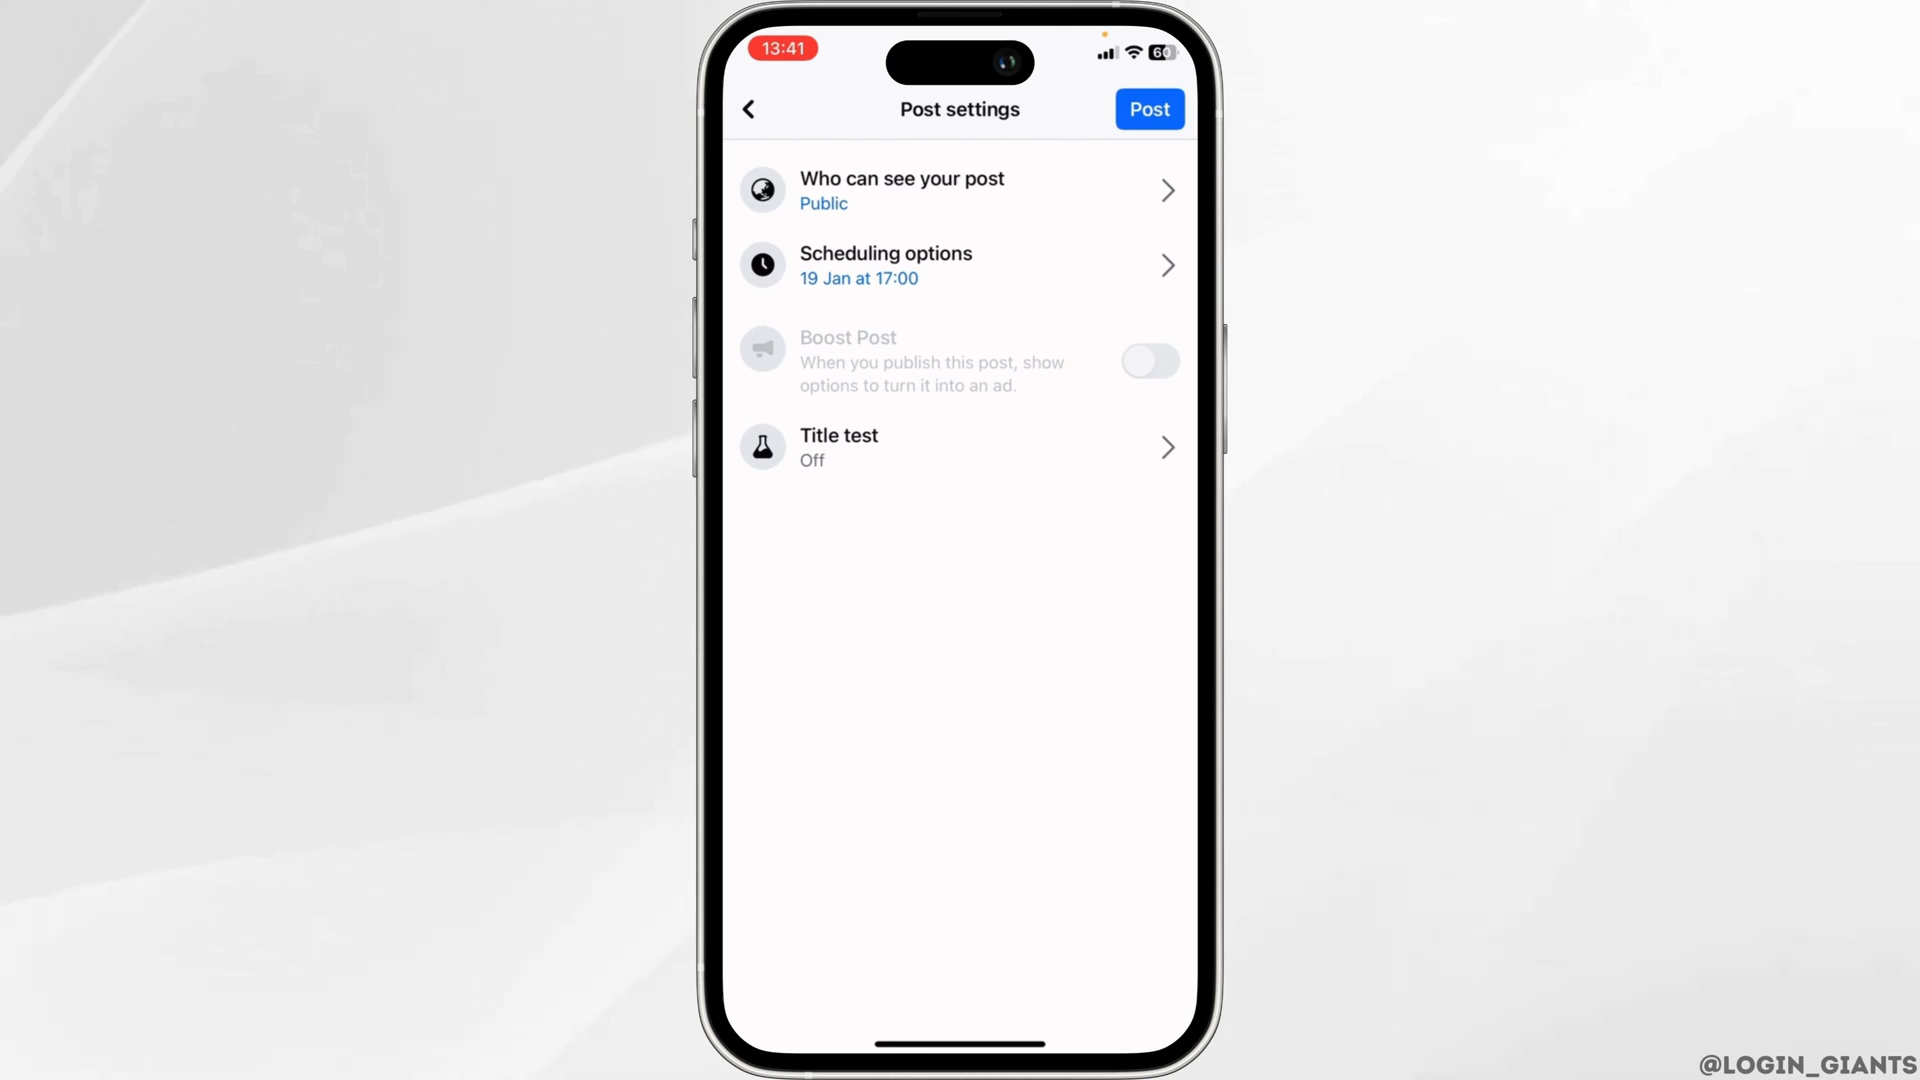 13:41
60
Post settings
Post
Who can see your post
Public
Scheduling options
19 Jan at 17:00
Boost Post
When you publish this post, show
options to turn it into an ad.
Title test
Off
@LOGIN_GIANTS